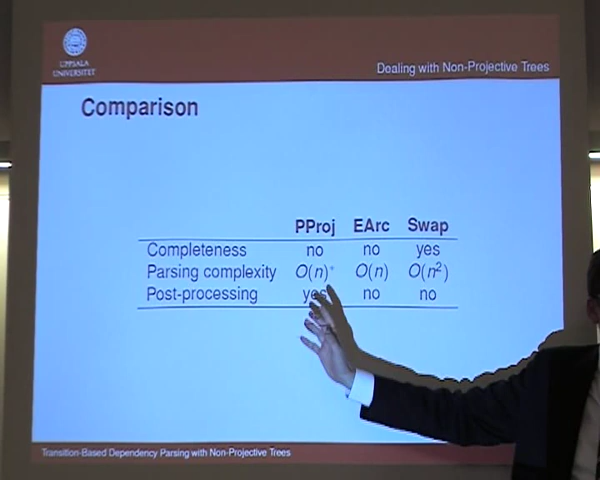 UPPSALA
UNIVERSITET
Dealing with Non-Projective Trees
Comparison
PProj EArc Swap
Completeness no no yes
Parsing complexity O(n)* O(n) O(n²)
Post-processing yes no no
Transition-Based Dependency Parsing with Non-Projective Trees